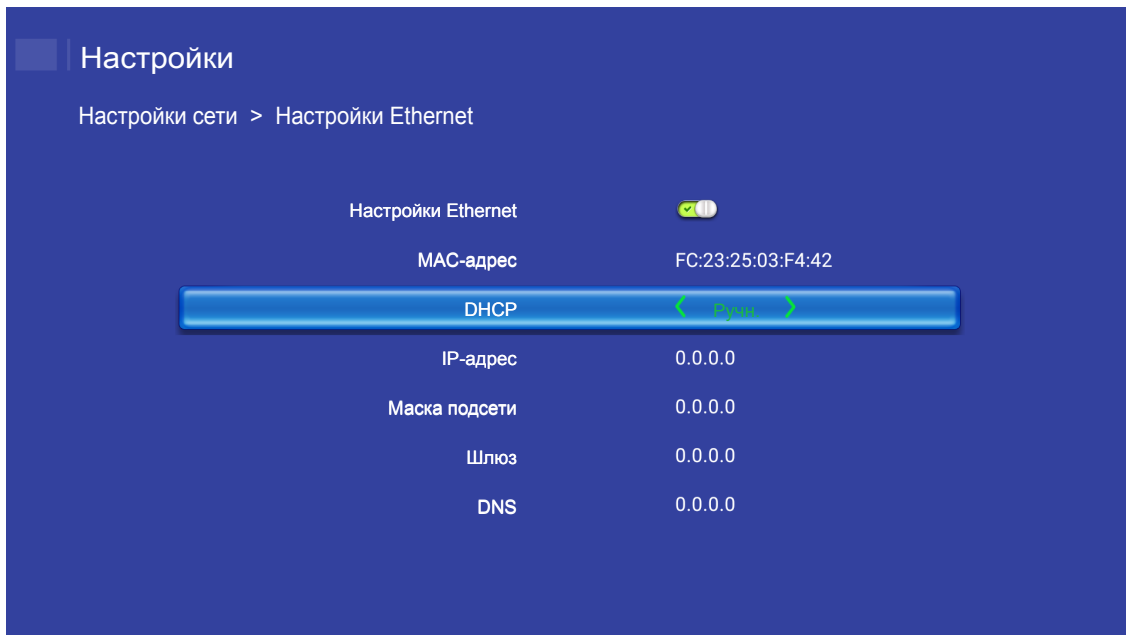 Настройки
Настройки сети > Настройки Ethernet
Настройки Ethernet
MAC-адрес FC:23:25:03:F4:42
DHCP Ручн.
IP-адрес 0.0.0.0
Маска подсети 0.0.0.0
Шлюз 0.0.0.0
DNS 0.0.0.0